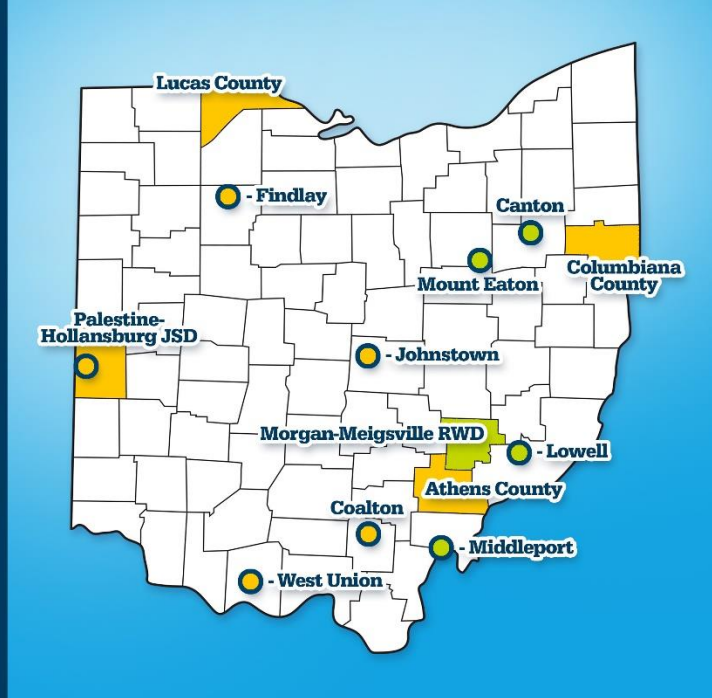 Lucas County
- Findlay
Canton
Mount Eaton
Columbiana
County
Palestine-
Hollansburg JSD
- Johnstown
Morgan-Meigsville RWD
- Lowell
Athens County
Coalton
- Middleport
- West Union